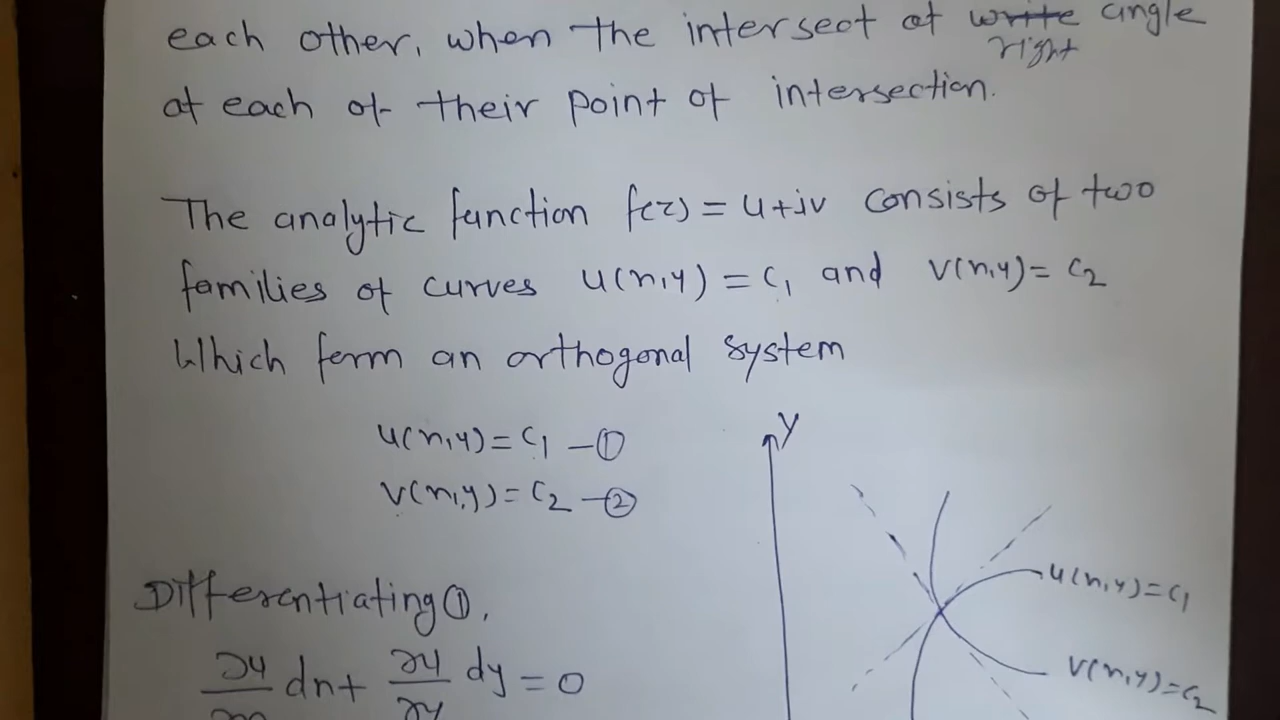 each other, when the intersect at write angle
right
at each of their point of intersection.
The analytic function f(z) = u+iv consists of two
families of curves u(x,y) = c₁ and v(x,y) = c₂
Which form an orthogonal system
u(x,y) = c₁ — ①
v(x,y) = c₂ — ②
y
Differentiating ①,
u(x,y) = c₁
∂u/∂x dx + ∂u/∂y dy = 0
v(x,y) = c₂